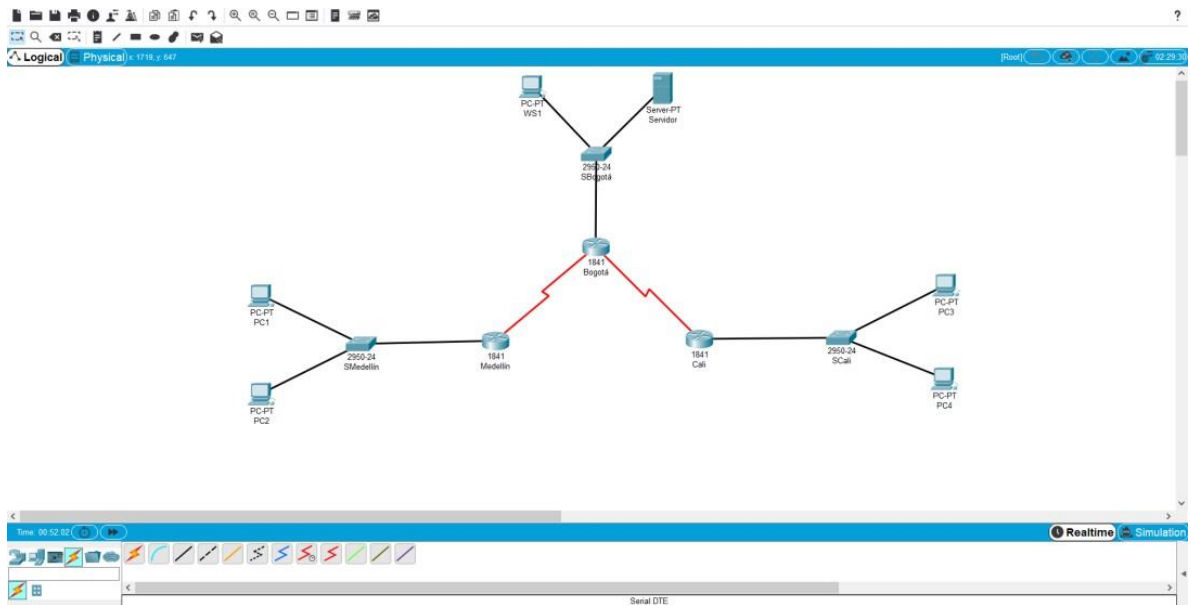 ?
Logical
Physical
x: 1718, y: 647
[Root]
02:29:30
PC-PT
WS1
Server-PT
Servidor
2950-24
SBogotá
1841
Bogotá
PC-PT
PC1
2950-24
SMedellín
1841
Medellín
PC-PT
PC2
1841
Cali
2950-24
SCali
PC-PT
PC3
PC-PT
PC4
Time: 00:52:02
Realtime
Simulation
Serial DTE